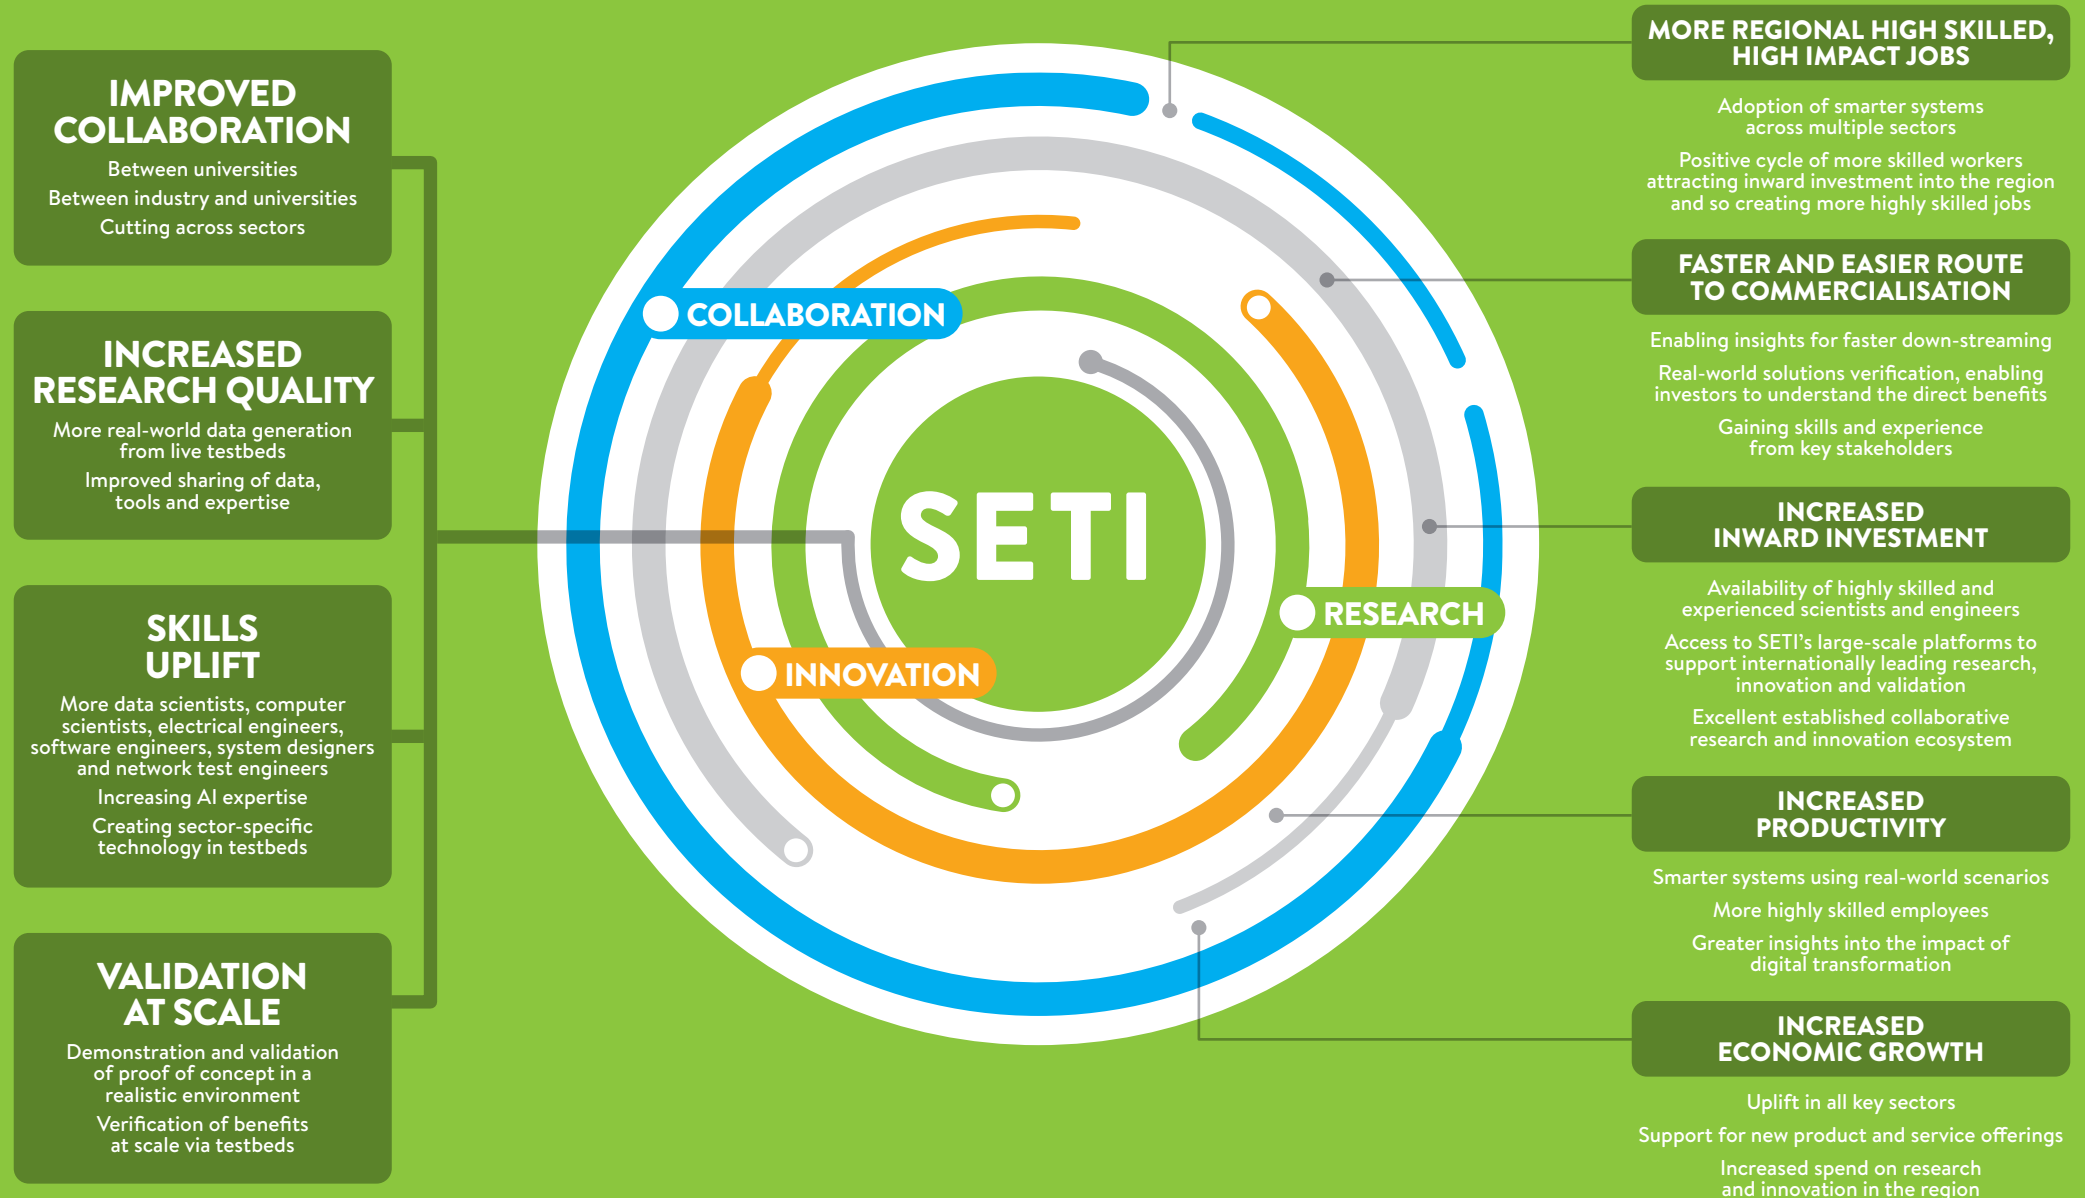 IMPROVED
COLLABORATION
Between universities
Between industry and universities
Cutting across sectors
INCREASED
RESEARCH QUALITY
More real-world data generation
from live testbeds
Improved sharing of data,
tools and expertise
SKILLS
UPLIFT
More data scientists, computer
scientists, electrical engineers,
software engineers, system designers
and network test engineers
Increasing AI expertise
Creating sector-specific
technology in testbeds
VALIDATION
AT SCALE
Demonstration and validation
of proof of concept in a
realistic environment
Verification of benefits
at scale via testbeds
COLLABORATION
SETI
RESEARCH
INNOVATION
MORE REGIONAL HIGH SKILLED,
HIGH IMPACT JOBS
Adoption of smarter systems
across multiple sectors
Positive cycle of more skilled workers
attracting inward investment into the region
and so creating more highly skilled jobs
FASTER AND EASIER ROUTE
TO COMMERCIALISATION
Enabling insights for faster down-streaming
Real-world solutions verification, enabling
investors to understand the direct benefits
Gaining skills and experience
from key stakeholders
INCREASED
INWARD INVESTMENT
Availability of highly skilled and
experienced scientists and engineers
Access to SETI's large-scale platforms to
support internationally leading research,
innovation and validation
Excellent established collaborative
research and innovation ecosystem
INCREASED
PRODUCTIVITY
Smarter systems using real-world scenarios
More highly skilled employees
Greater insights into the impact of
digital transformation
INCREASED
ECONOMIC GROWTH
Uplift in all key sectors
Support for new product and service offerings
Increased spend on research
and innovation in the region